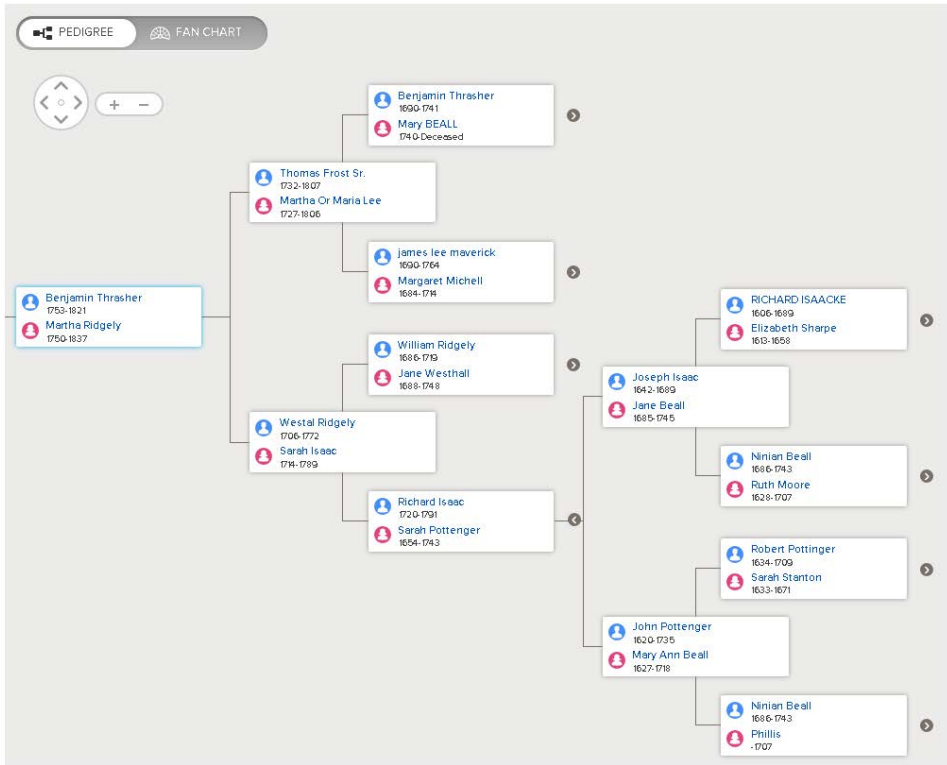 PEDIGREE
FAN CHART
Benjamin Thrasher
1690-1741
Mary BEALL
1740-Deceased
Thomas Frost Sr.
1732-1807
Martha Or Maria Lee
1727-1806
james lee maverick
1690-1764
Margaret Michell
1684-1714
Benjamin Thrasher
1753-1821
Martha Ridgely
1750-1837
William Ridgely
1686-1719
Jane Westhall
1688-1748
Westal Ridgely
1706-1772
Sarah Isaac
1714-1789
Richard Isaac
1720-1791
Sarah Pottenger
1654-1743
RICHARD ISAACKE
1606-1689
Elizabeth Sharpe
1613-1658
Joseph Isaac
1642-1689
Jane Beall
1685-1745
Ninian Beall
1686-1743
Ruth Moore
1628-1707
Robert Pottinger
1634-1709
Sarah Stanton
1633-1671
John Pottenger
1620-1735
Mary Ann Beall
1627-1718
Ninian Beall
1686-1743
Phillis
-1707